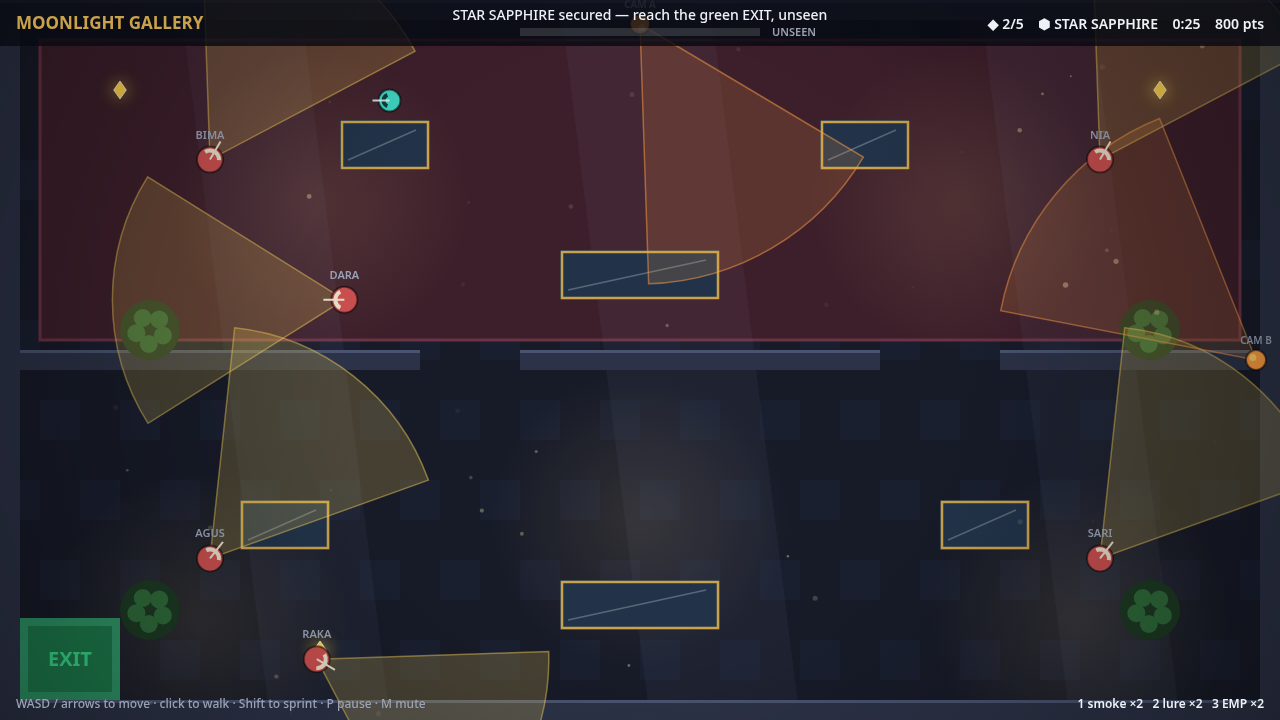 MOONLIGHT GALLERY
STAR SAPPHIRE secured — reach the green EXIT, unseen
UNSEEN
◆ 2/5 ⬢ STAR SAPPHIRE 0:25 800 pts
CAM A
BIMA
NIA
DARA
CAM B
AGUS
SARI
RAKA
EXIT
WASD / arrows to move · click to walk · Shift to sprint · P pause · M mute
1 smoke ×2 2 lure ×2 3 EMP ×2